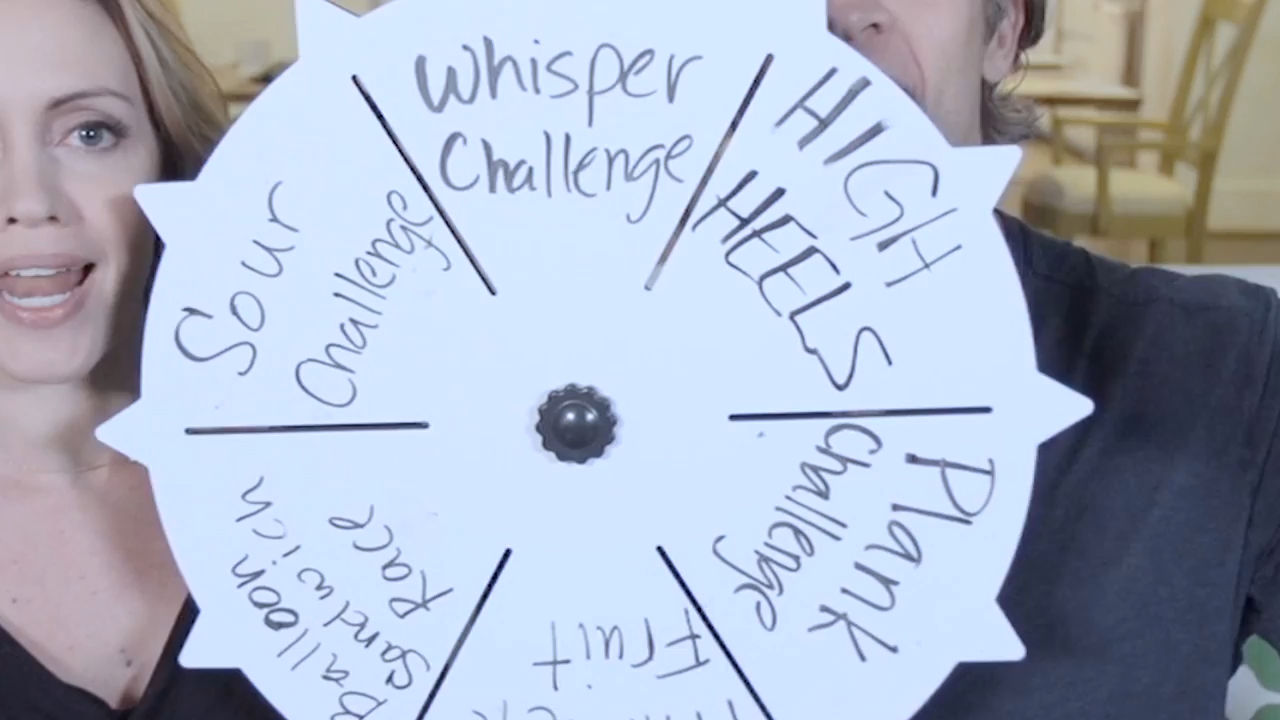 Whisper
Challenge
HIGH
HEELS
Plank
Challenge
Fruit
Balloon
Sandwich
Race
Sour
Challenge